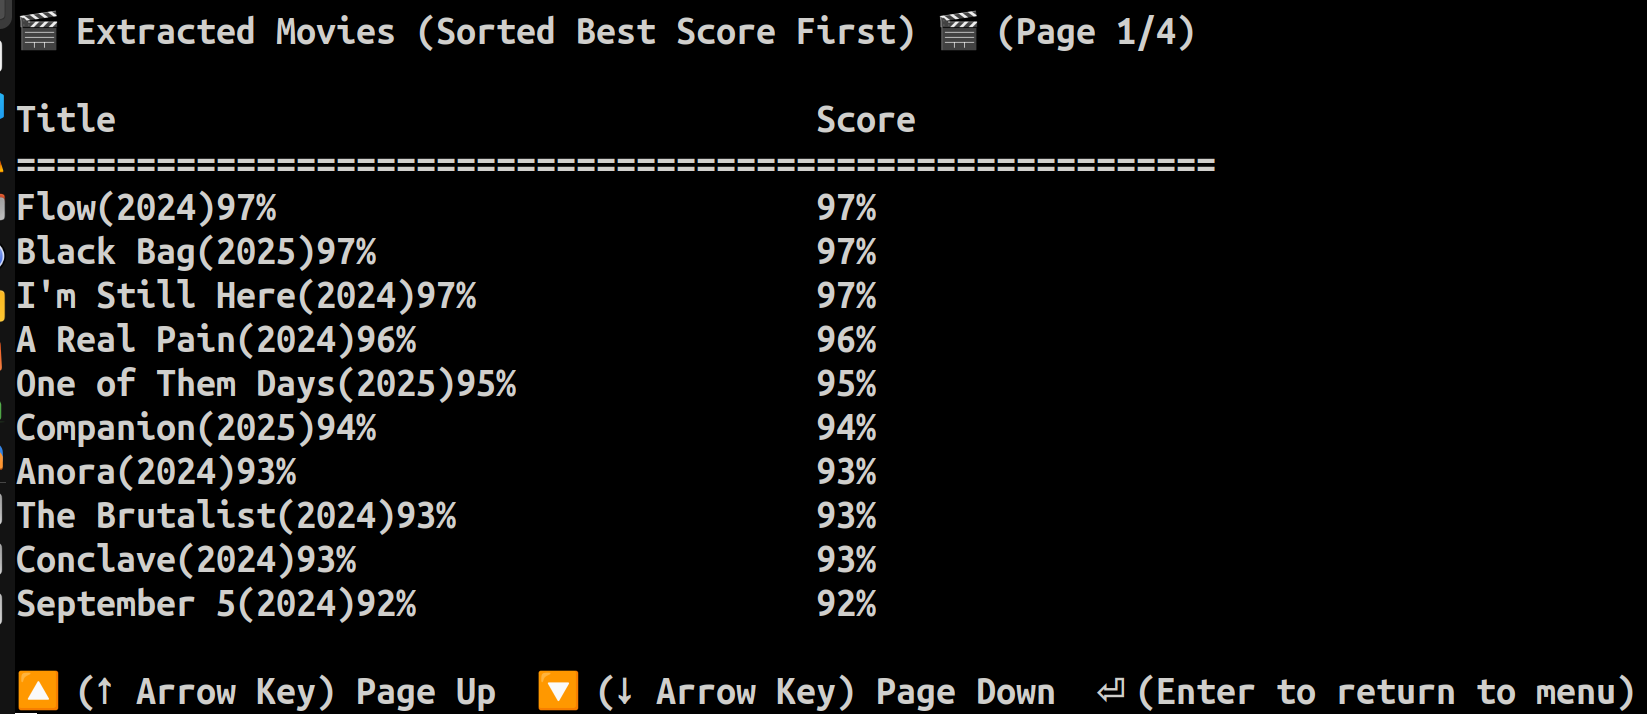 🎬 Extracted Movies (Sorted Best Score First) 🎬 (Page 1/4)
Title Score
============================================================
Flow(2024)97% 97%
Black Bag(2025)97% 97%
I'm Still Here(2024)97% 97%
A Real Pain(2024)96% 96%
One of Them Days(2025)95% 95%
Companion(2025)94% 94%
Anora(2024)93% 93%
The Brutalist(2024)93% 93%
Conclave(2024)93% 93%
September 5(2024)92% 92%
🔼 (↑ Arrow Key) Page Up 🔽 (↓ Arrow Key) Page Down ⏎ (Enter to return to menu)